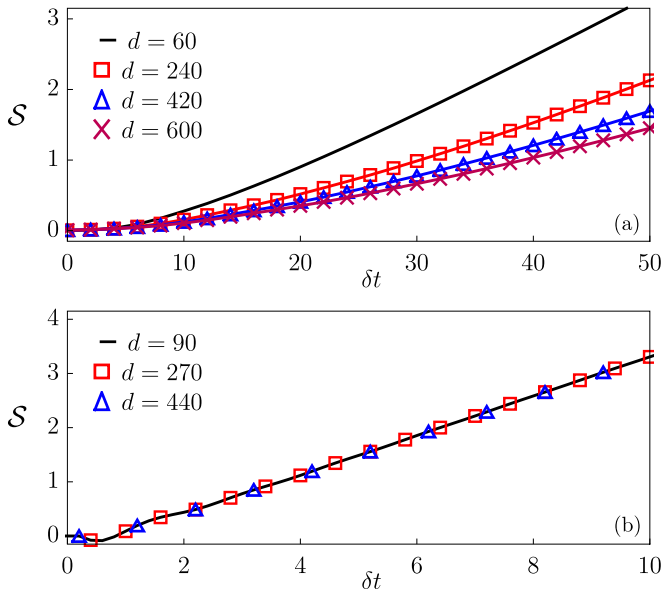 3
2
1
0
𝒮
d = 60
d = 240
d = 420
d = 600
(a)
0 10 20 30 40 50
δt
4
3
2
1
0
𝒮
d = 90
d = 270
d = 440
(b)
0 2 4 6 8 10
δt